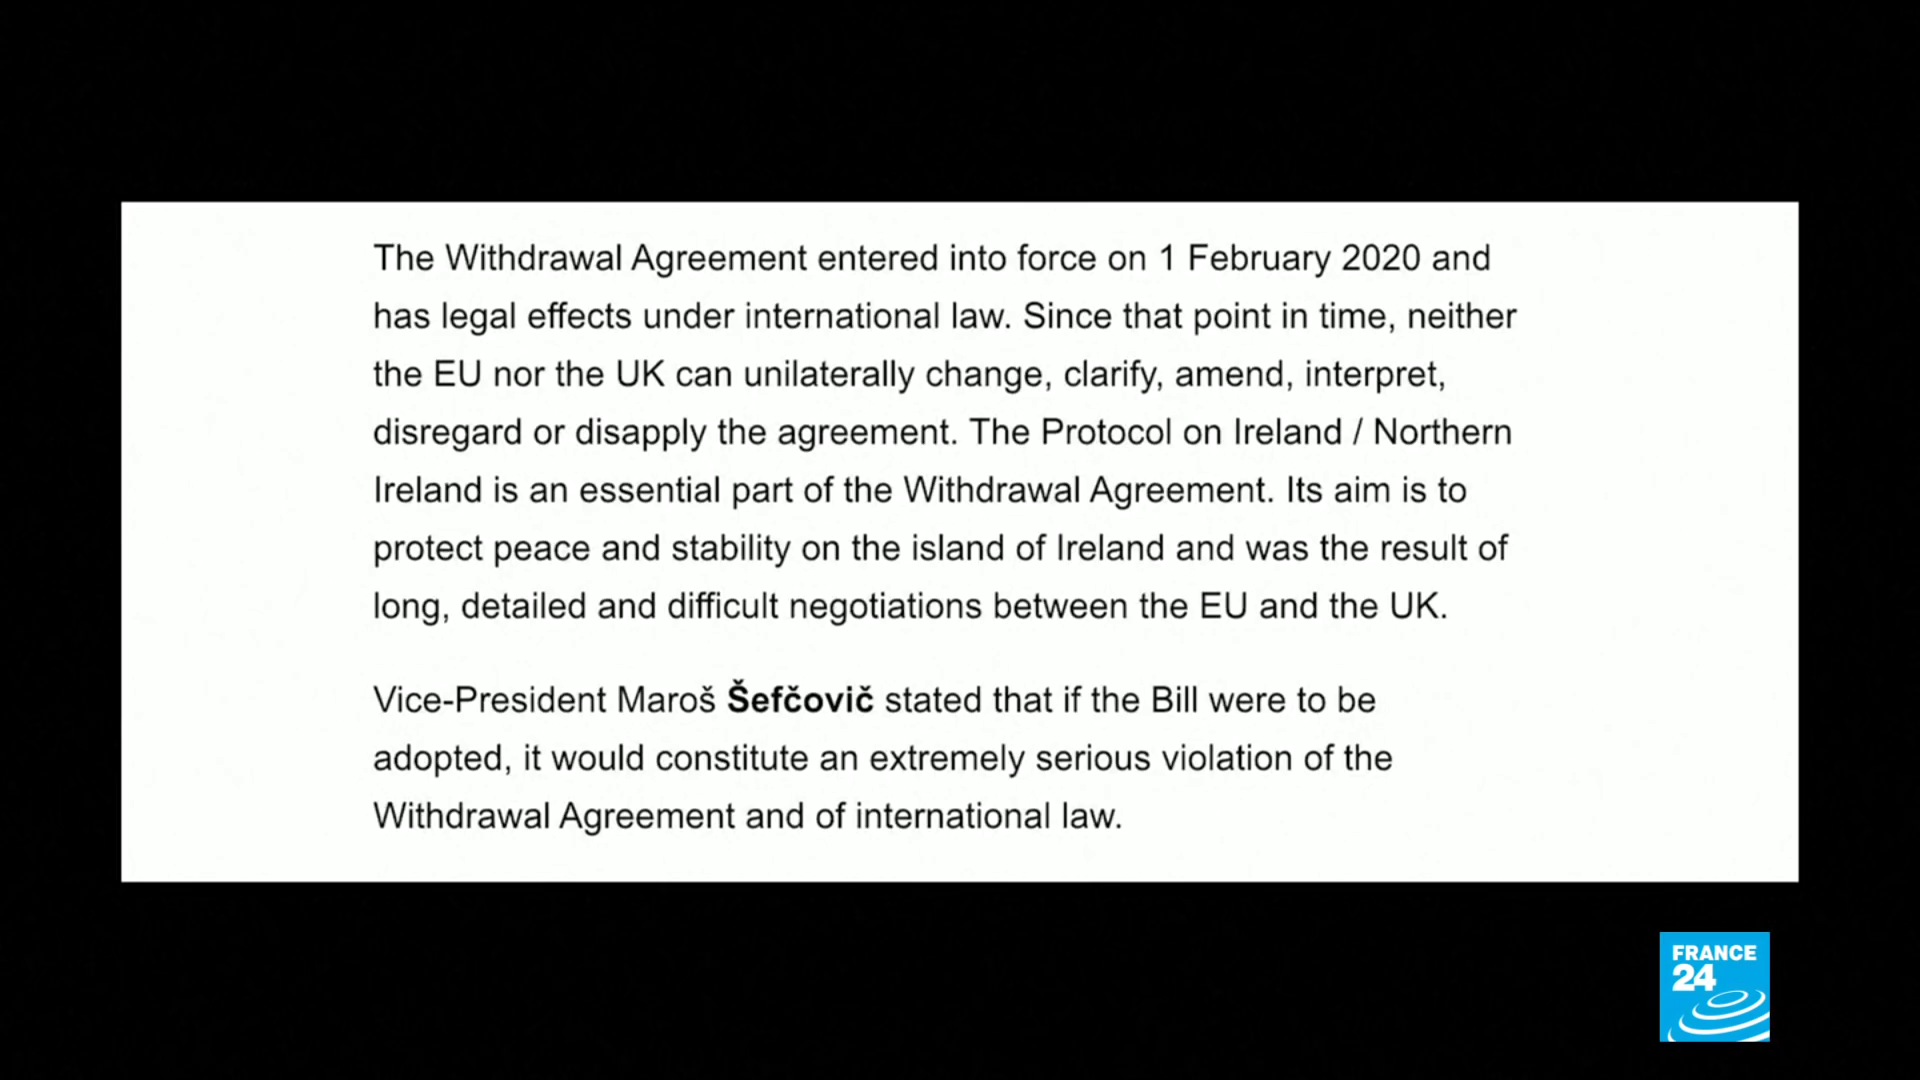 The Withdrawal Agreement entered into force on 1 February 2020 and
has legal effects under international law. Since that point in time, neither
the EU nor the UK can unilaterally change, clarify, amend, interpret,
disregard or disapply the agreement. The Protocol on Ireland / Northern
Ireland is an essential part of the Withdrawal Agreement. Its aim is to
protect peace and stability on the island of Ireland and was the result of
long, detailed and difficult negotiations between the EU and the UK.
Vice-President Maroš Šefčovič stated that if the Bill were to be
adopted, it would constitute an extremely serious violation of the
Withdrawal Agreement and of international law.
FRANCE
24